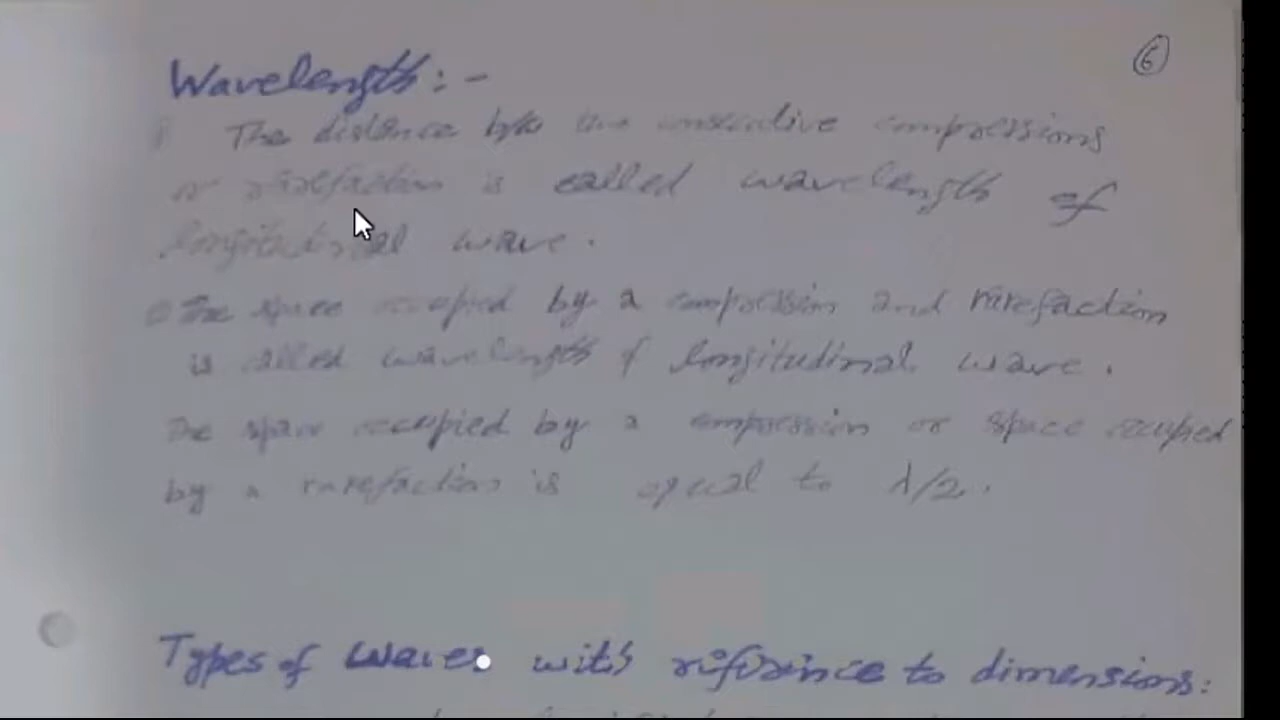 6
Wavelength:-
The distance b/w two consecutive compressions
or rarefaction is called wavelength of
longitudinal wave.
The space occupied by a compression and rarefaction
is called wavelength of longitudinal wave.
The space occupied by a compression or space occupied
by a rarefaction is equal to λ/2.
Types of waves with reference to dimensions: